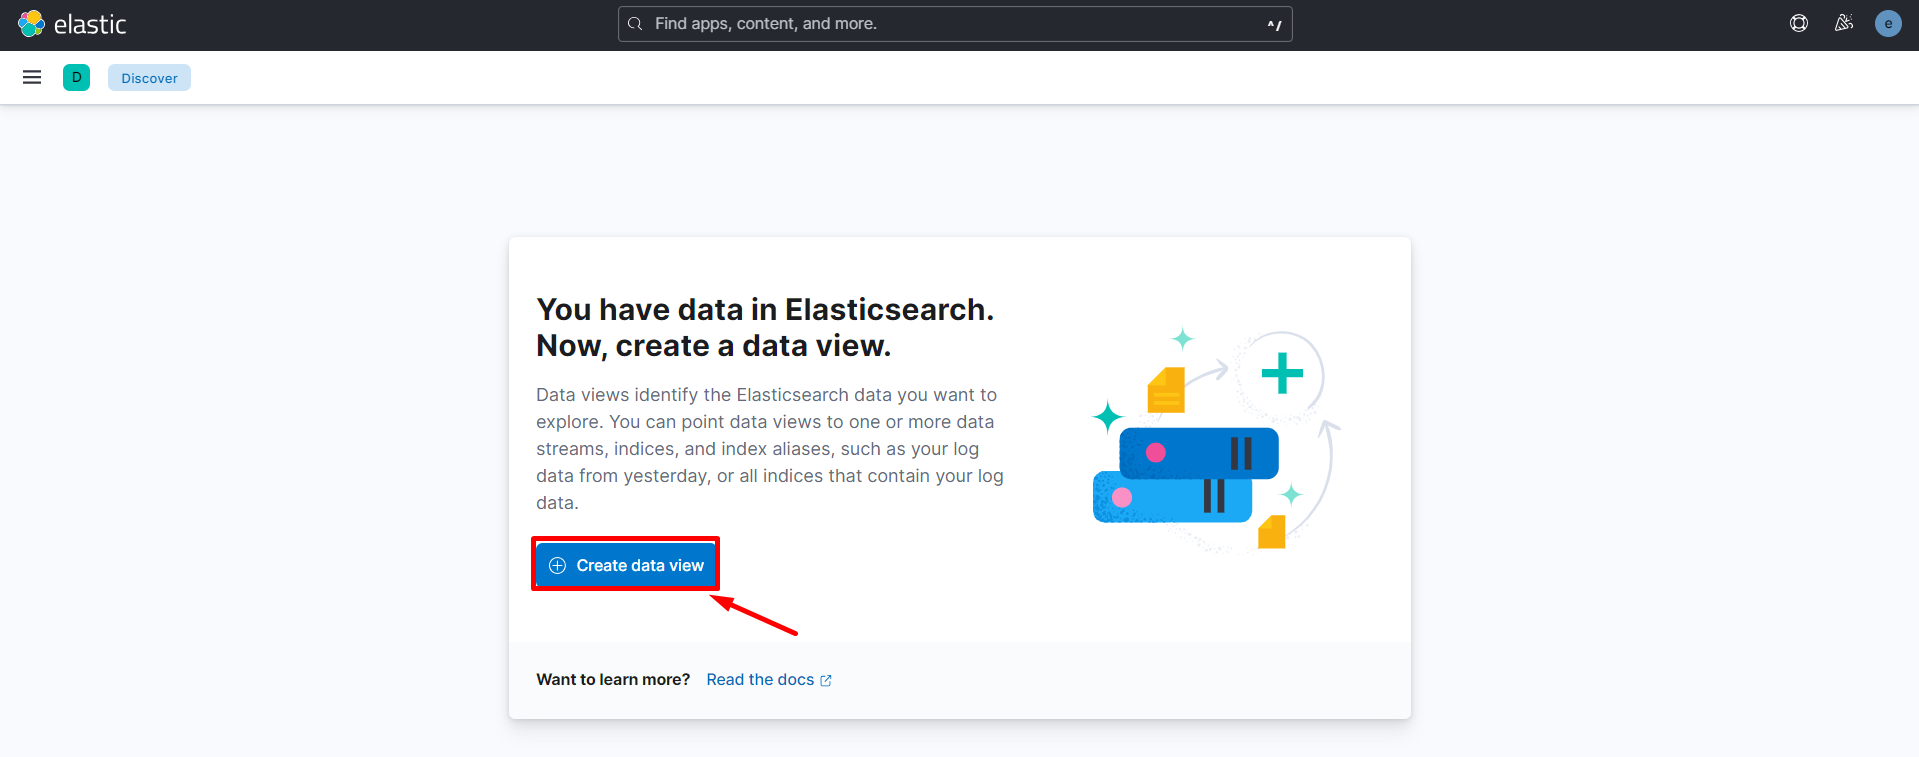 elastic
Find apps, content, and more.
^/
e
D
Discover
You have data in Elasticsearch.
Now, create a data view.
Data views identify the Elasticsearch data you want to
explore. You can point data views to one or more data
streams, indices, and index aliases, such as your log
data from yesterday, or all indices that contain your log
data.
Create data view
Want to learn more? Read the docs